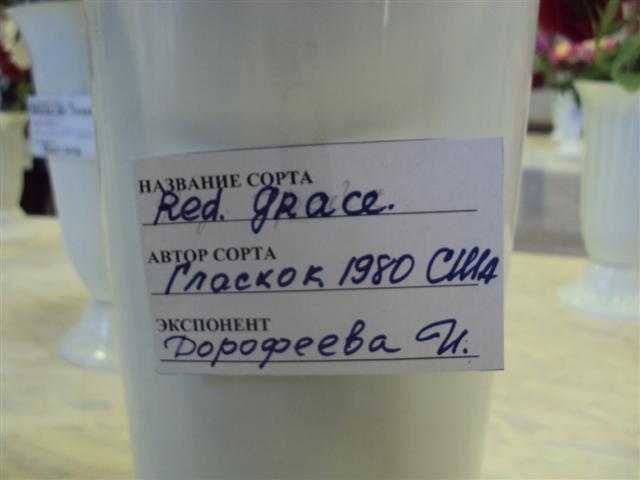 НАЗВАНИЕ СОРТА
Red. grace.
АВТОР СОРТА
Гласкок 1980 США
ЭКСПОНЕНТ
Дорофеева И.